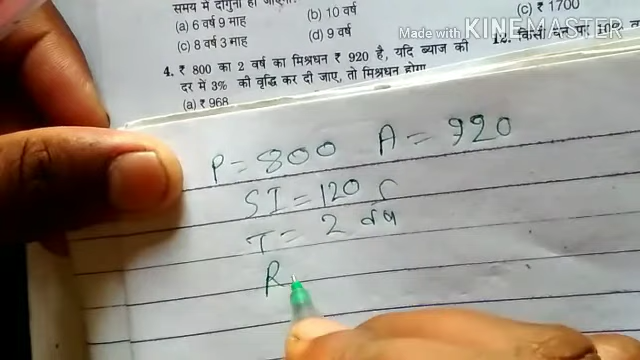 समय में दोगुना हो जाएगा?
(a) 6 वर्ष 9 माह (b) 10 वर्ष
(c) 8 वर्ष 3 माह (d) 9 वर्ष
4. ₹ 800 का 2 वर्ष का मिश्रधन ₹ 920 है, यदि ब्याज की
दर में 3% की वृद्धि कर दी जाए, तो मिश्रधन होगा
(a) ₹ 968
(c) ₹ 1700
12. किसी
Made with KINEMASTER
P = 800 A = 920
SI = 120
T = 2 वर्ष
R